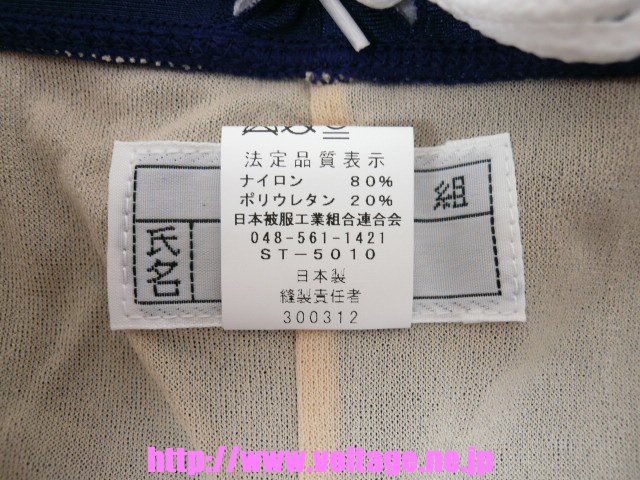 法定品質表示
ナイロン 80%
ポリウレタン 20%
日本被服工業組合連合会
048-561-1421
ST-5010
日本製
縫製責任者
300312
組
氏名
http://www.voltage.ne.jp